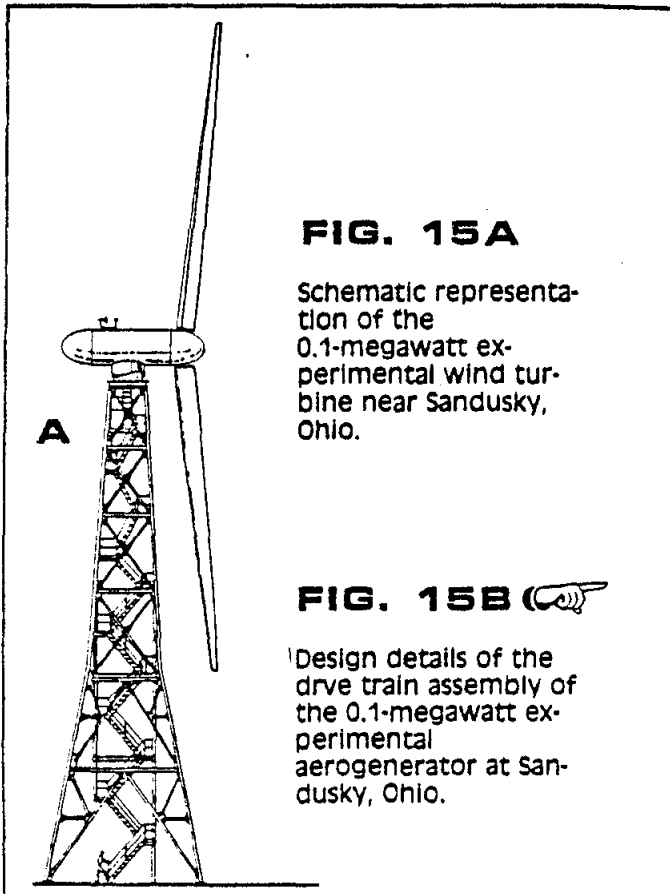 FIG. 15A
Schematic representa-
tion of the
0.1-megawatt ex-
perimental wind tur-
bine near Sandusky,
Ohio.
A
FIG. 15B
Design details of the
drve train assembly of
the 0.1-megawatt ex-
perimental
aerogenerator at San-
dusky, Ohio.